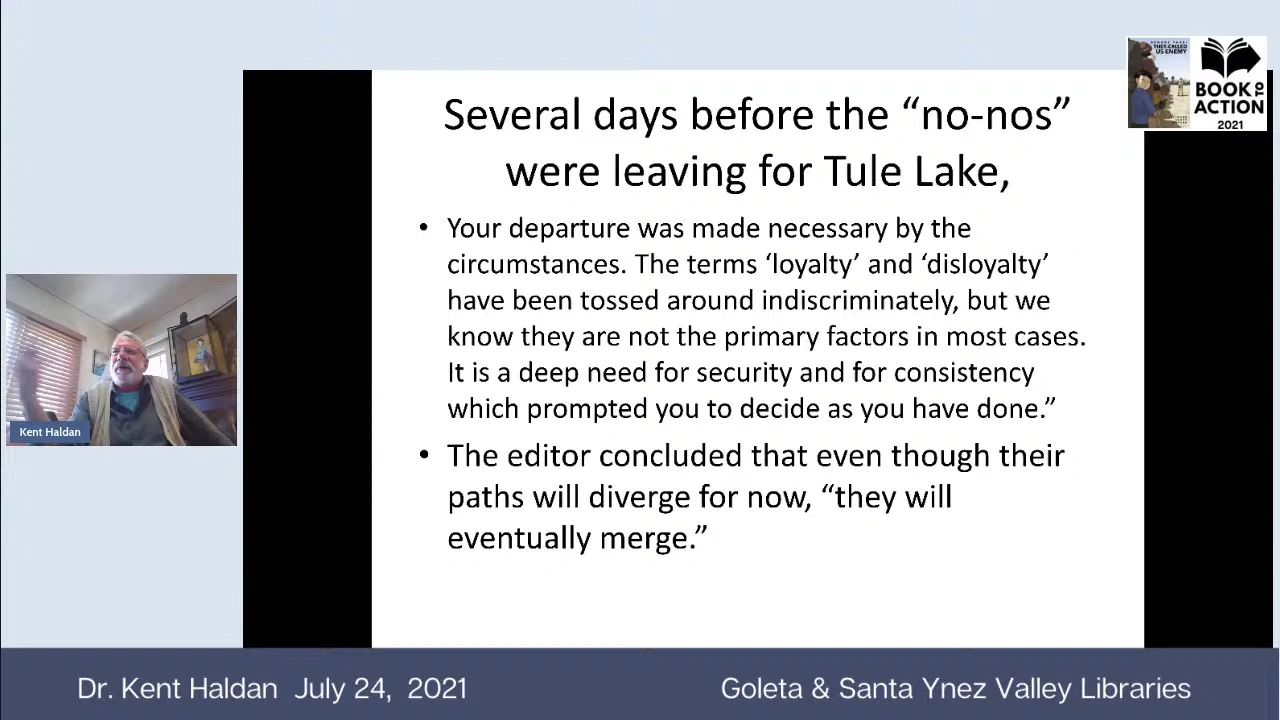 Several days before the “no-nos”
were leaving for Tule Lake,
• Your departure was made necessary by the
circumstances. The terms ‘loyalty’ and ‘disloyalty’
have been tossed around indiscriminately, but we
know they are not the primary factors in most cases.
It is a deep need for security and for consistency
which prompted you to decide as you have done.”
• The editor concluded that even though their
paths will diverge for now, “they will
eventually merge.”
THEY CALLED
US ENEMY
BOOK TO
ACTION
2021
Kent Haldan
Dr. Kent Haldan July 24, 2021
Goleta & Santa Ynez Valley Libraries